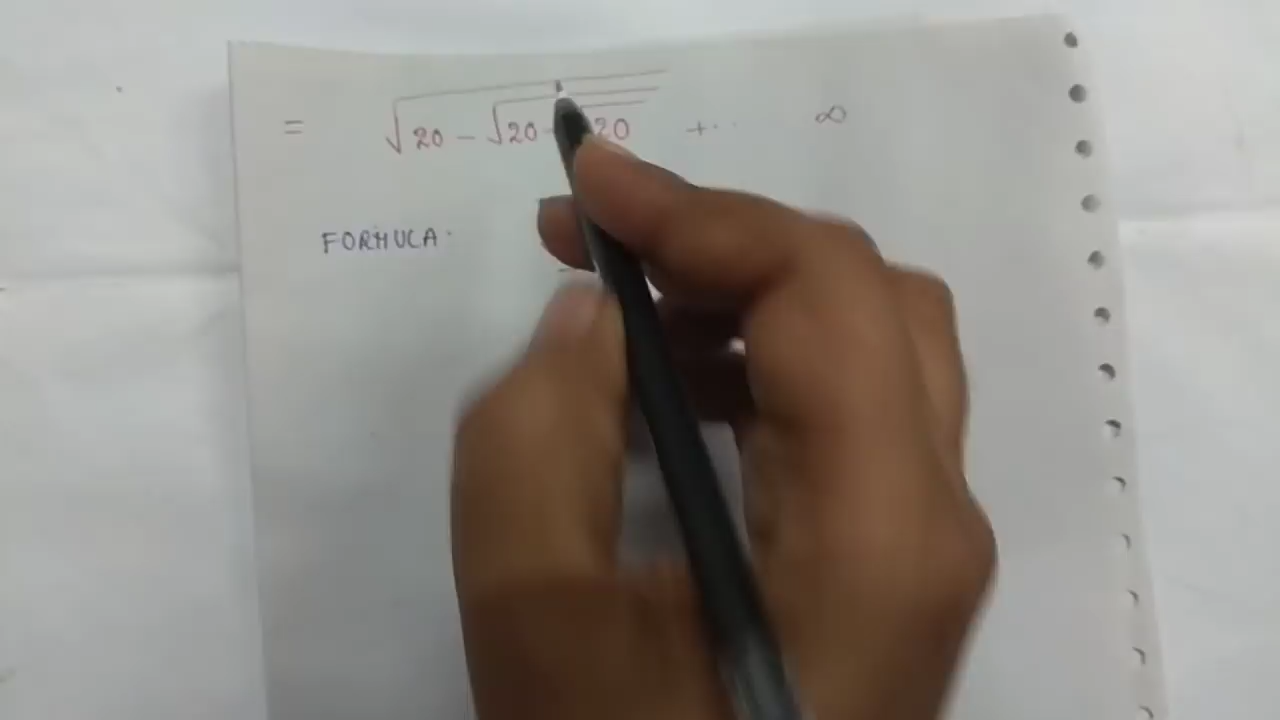 = √20 - √20 - 20 +... ∞
FORMULA.